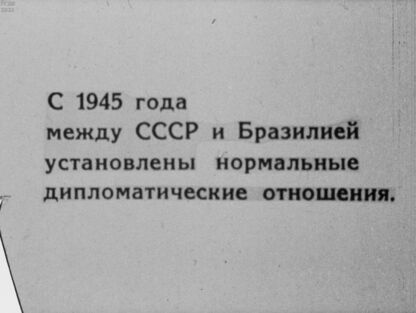 С 1945 года
между СССР и Бразилией
установлены нормальные
дипломатические отношения.